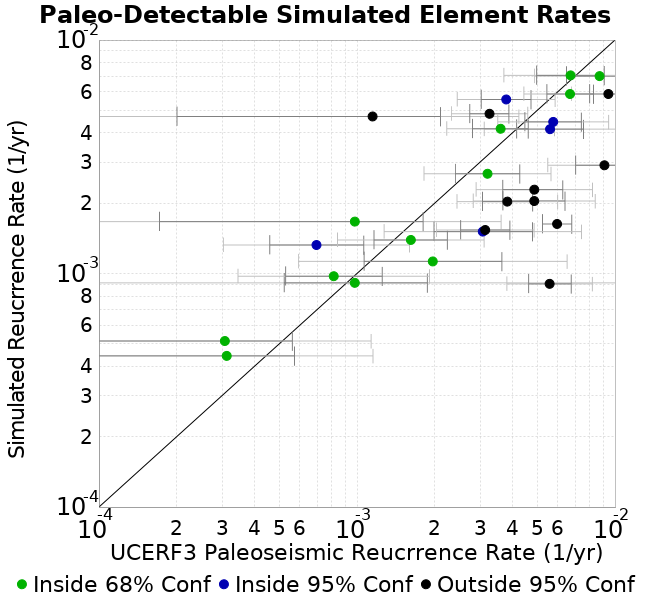 Paleo-Detectable Simulated Element Rates
10-2
8
6
4
3
2
10-3
8
6
4
3
2
10-4
Simulated Reucrrence Rate (1/yr)
10-4 2 3 4 5 6 10-3 2 3 4 5 6 10-2
UCERF3 Paleoseismic Reucrrence Rate (1/yr)
Inside 68% Conf Inside 95% Conf Outside 95% Conf